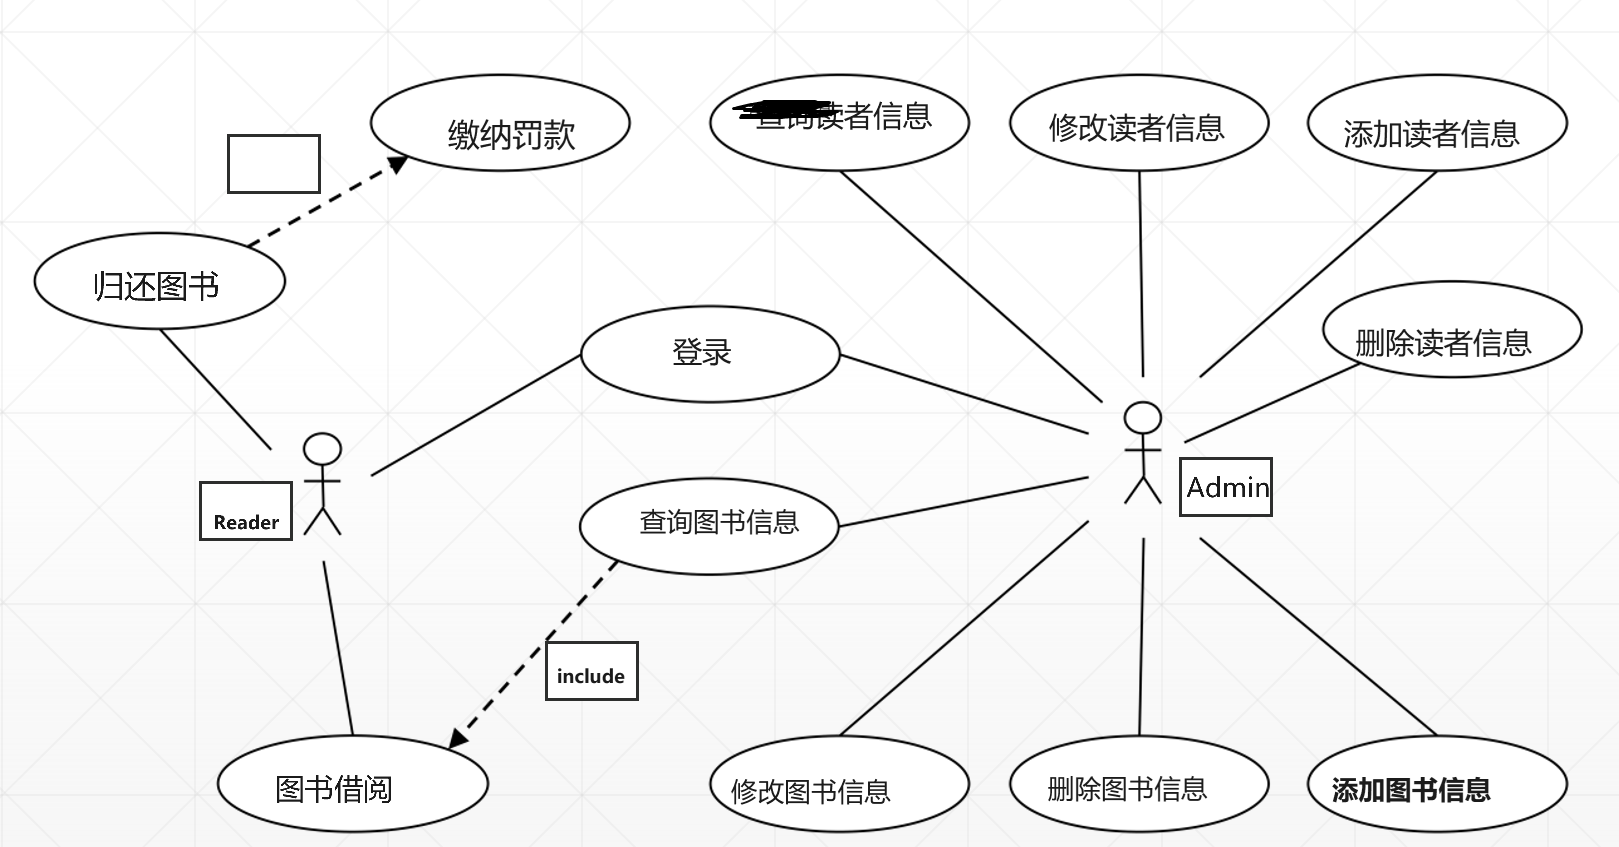 缴纳罚款
查询读者信息
修改读者信息
添加读者信息
归还图书
登录
删除读者信息
Reader
Admin
查询图书信息
include
图书借阅
修改图书信息
删除图书信息
添加图书信息